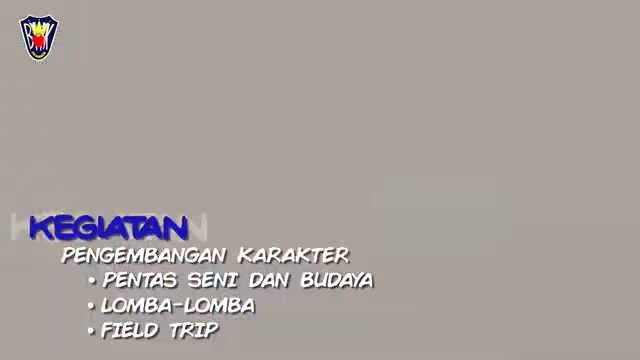 KEGIATAN
PENGEMBANGAN KARAKTER
• PENTAS SENI DAN BUDAYA
• LOMBA-LOMBA
• FIELD TRIP